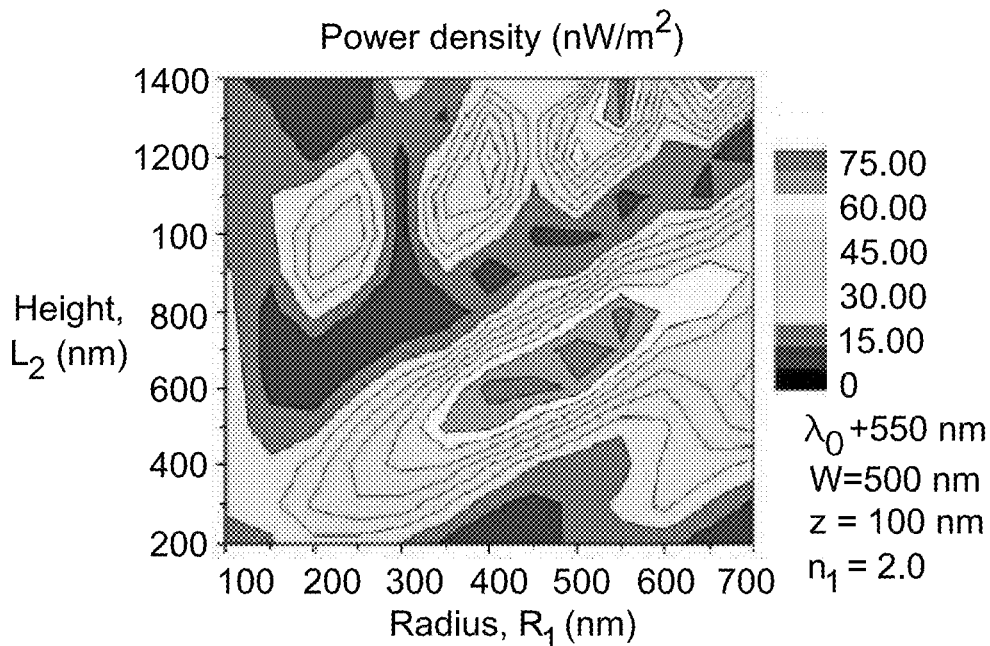 Power density (nW/m²)
1400
1200
100
800
600
400
200
Height,
L₂ (nm)
100 200 300 400 500 600 700
Radius, R₁ (nm)
75.00
60.00
45.00
30.00
15.00
0
λ₀ +550 nm
W=500 nm
z = 100 nm
n₁ = 2.0